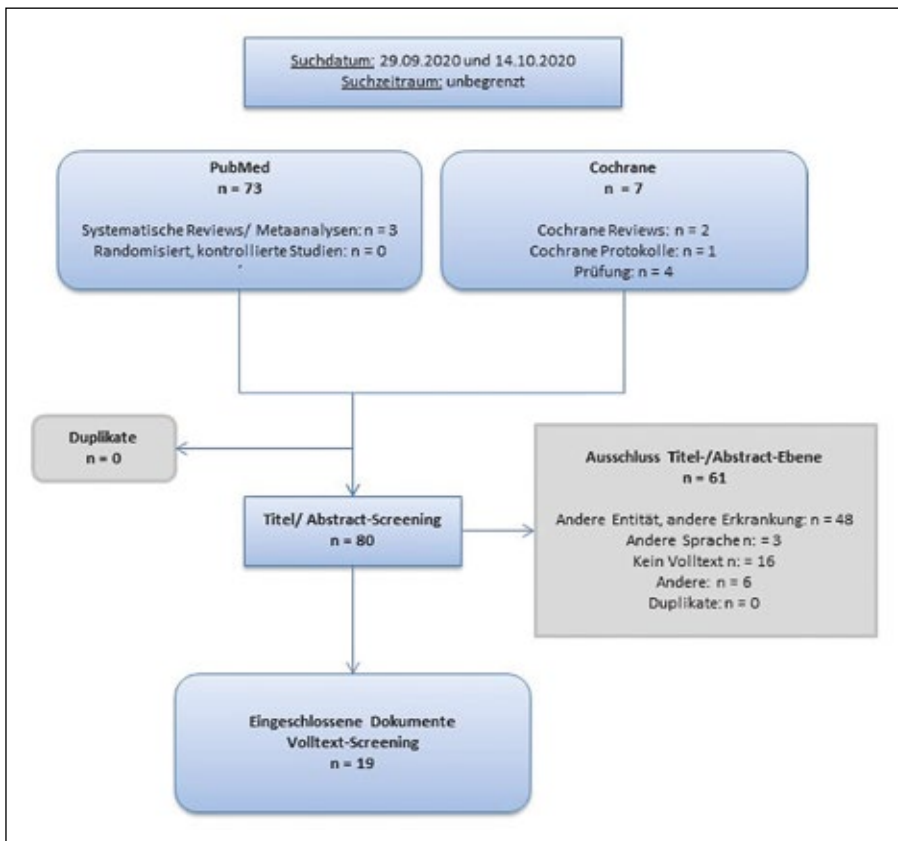 Suchdatum: 29.09.2020 und 14.10.2020
Suchzeitraum: unbegrenzt
PubMed
n = 73
Systematische Reviews/ Metaanalysen: n = 3
Randomisiert, kontrollierte Studien: n = 0
Cochrane
n = 7
Cochrane Reviews: n = 2
Cochrane Protokolle: n = 1
Prüfung: n = 4
Duplikate
n = 0
Titel/ Abstract-Screening
n = 80
Ausschluss Titel-/Abstract-Ebene
n = 61
Andere Entität, andere Erkrankung: n = 48
Andere Sprachen: = 3
Kein Volltext n: = 16
Andere: n = 6
Duplikate: n = 0
Eingeschlossene Dokumente
Volltext-Screening
n = 19